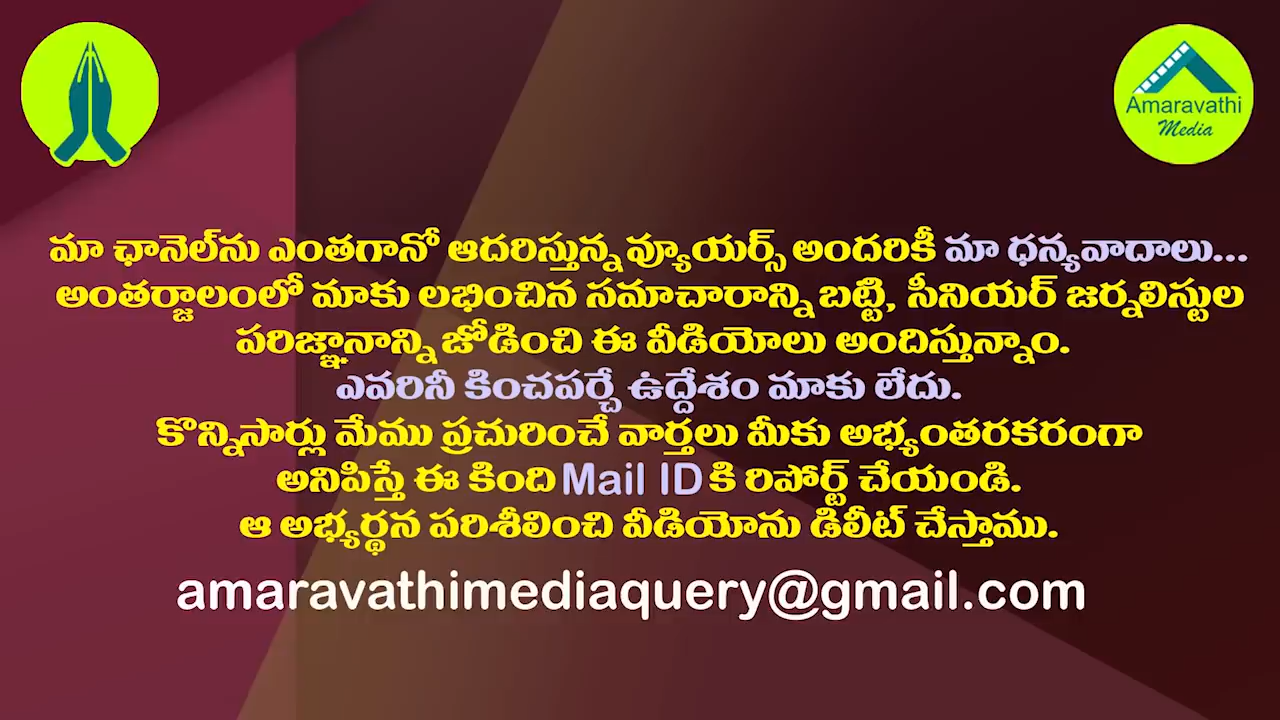 Amaravathi
Media
మా ఛానెల్‌ను ఎంతగానో ఆదరిస్తున్న వ్యూయర్స్ అందరికీ మా ధన్యవాదాలు...
అంతర్జాలంలో మాకు లభించిన సమాచారాన్ని బట్టి, సీనియర్ జర్నలిస్టుల
పరిజ్ఞానాన్ని జోడించి ఈ వీడియోలు అందిస్తున్నాం.
ఎవరినీ కించపర్చే ఉద్దేశం మాకు లేదు.
కొన్నిసార్లు మేము ప్రచురించే వార్తలు మీకు అభ్యంతరకరంగా
అనిపిస్తే ఈ కింది Mail ID కి రిపోర్ట్ చేయండి.
ఆ అభ్యర్థన పరిశీలించి వీడియోను డిలీట్ చేస్తాము.
amaravathimediaquery@gmail.com